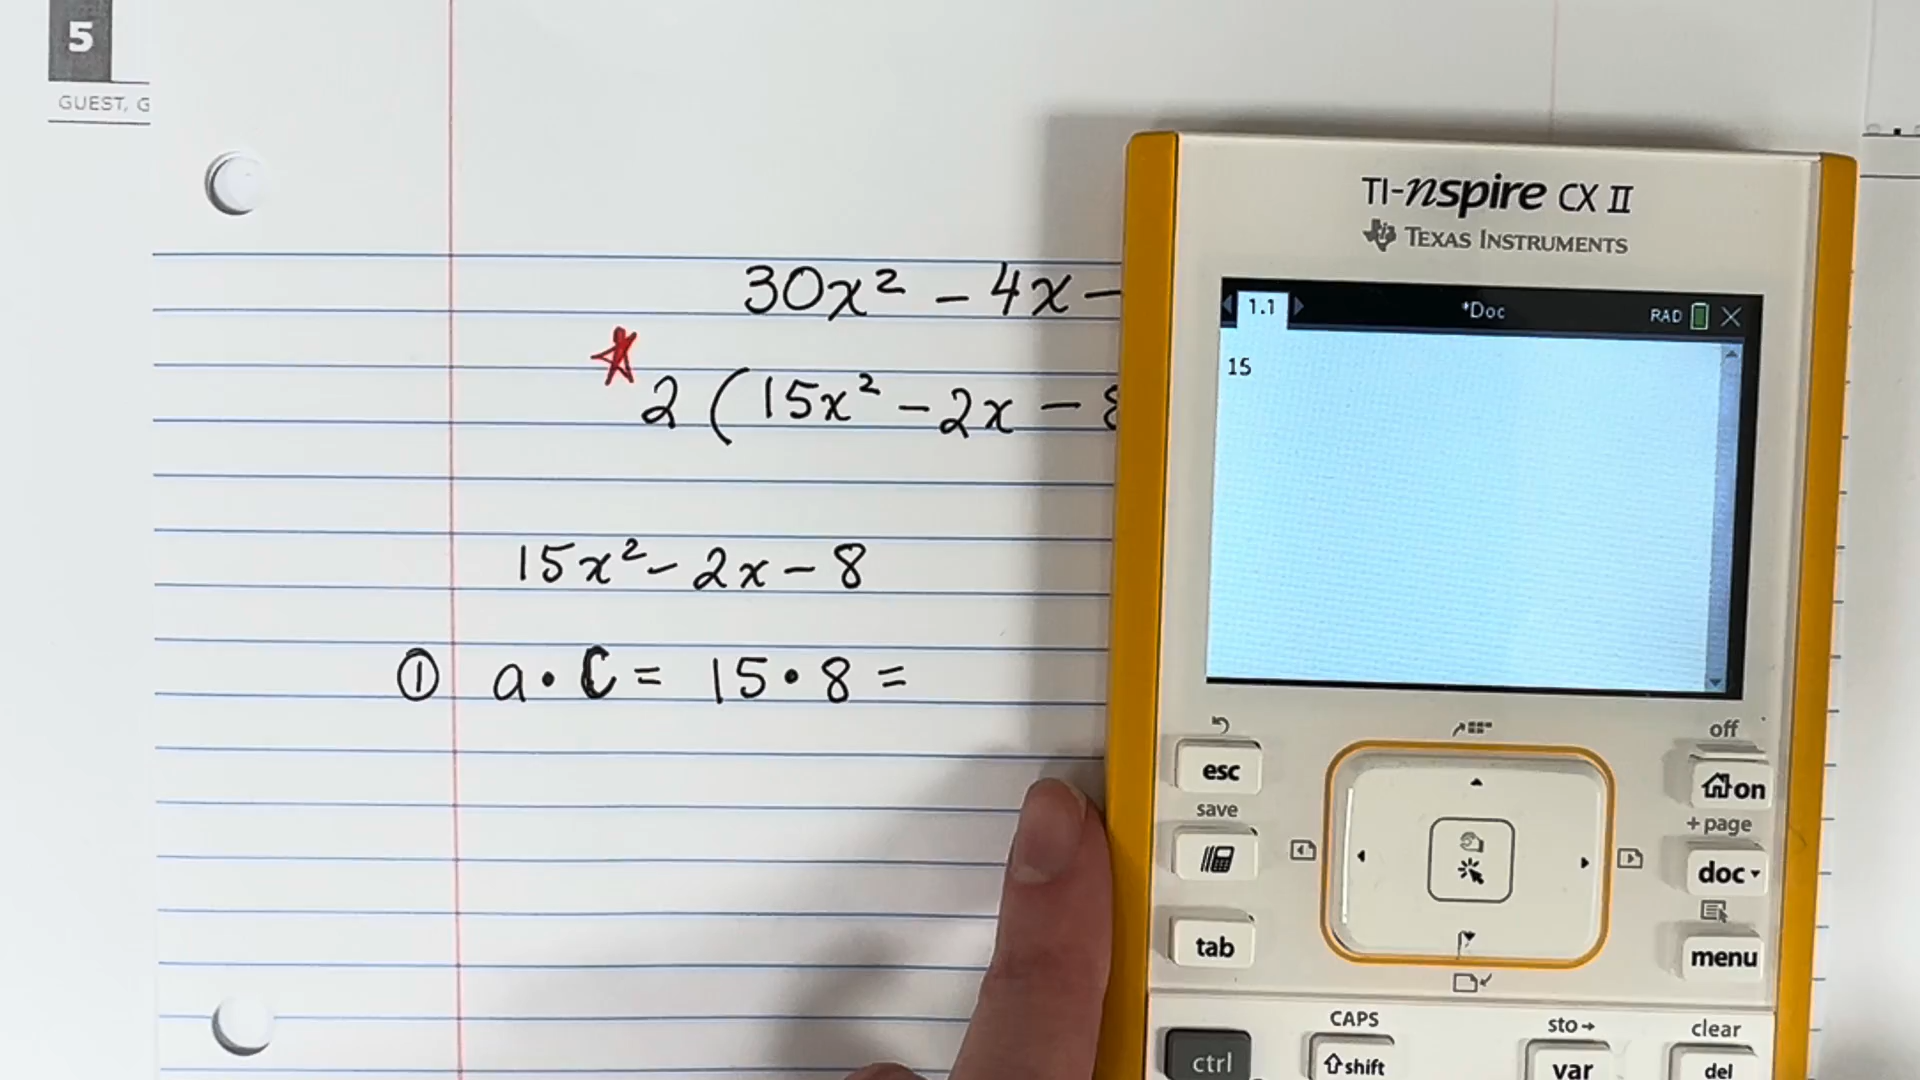 5
GUEST, G
30x² - 4x -
2 (15x² - 2x - 8
15x² - 2x - 8
① a • c = 15 • 8 =
TI-nspire CX II
TEXAS INSTRUMENTS
1.1 *Doc RAD
15
off
esc
on
save
+ page
doc
tab
menu
CAPS
sto→
clear
ctrl
shift
var
del